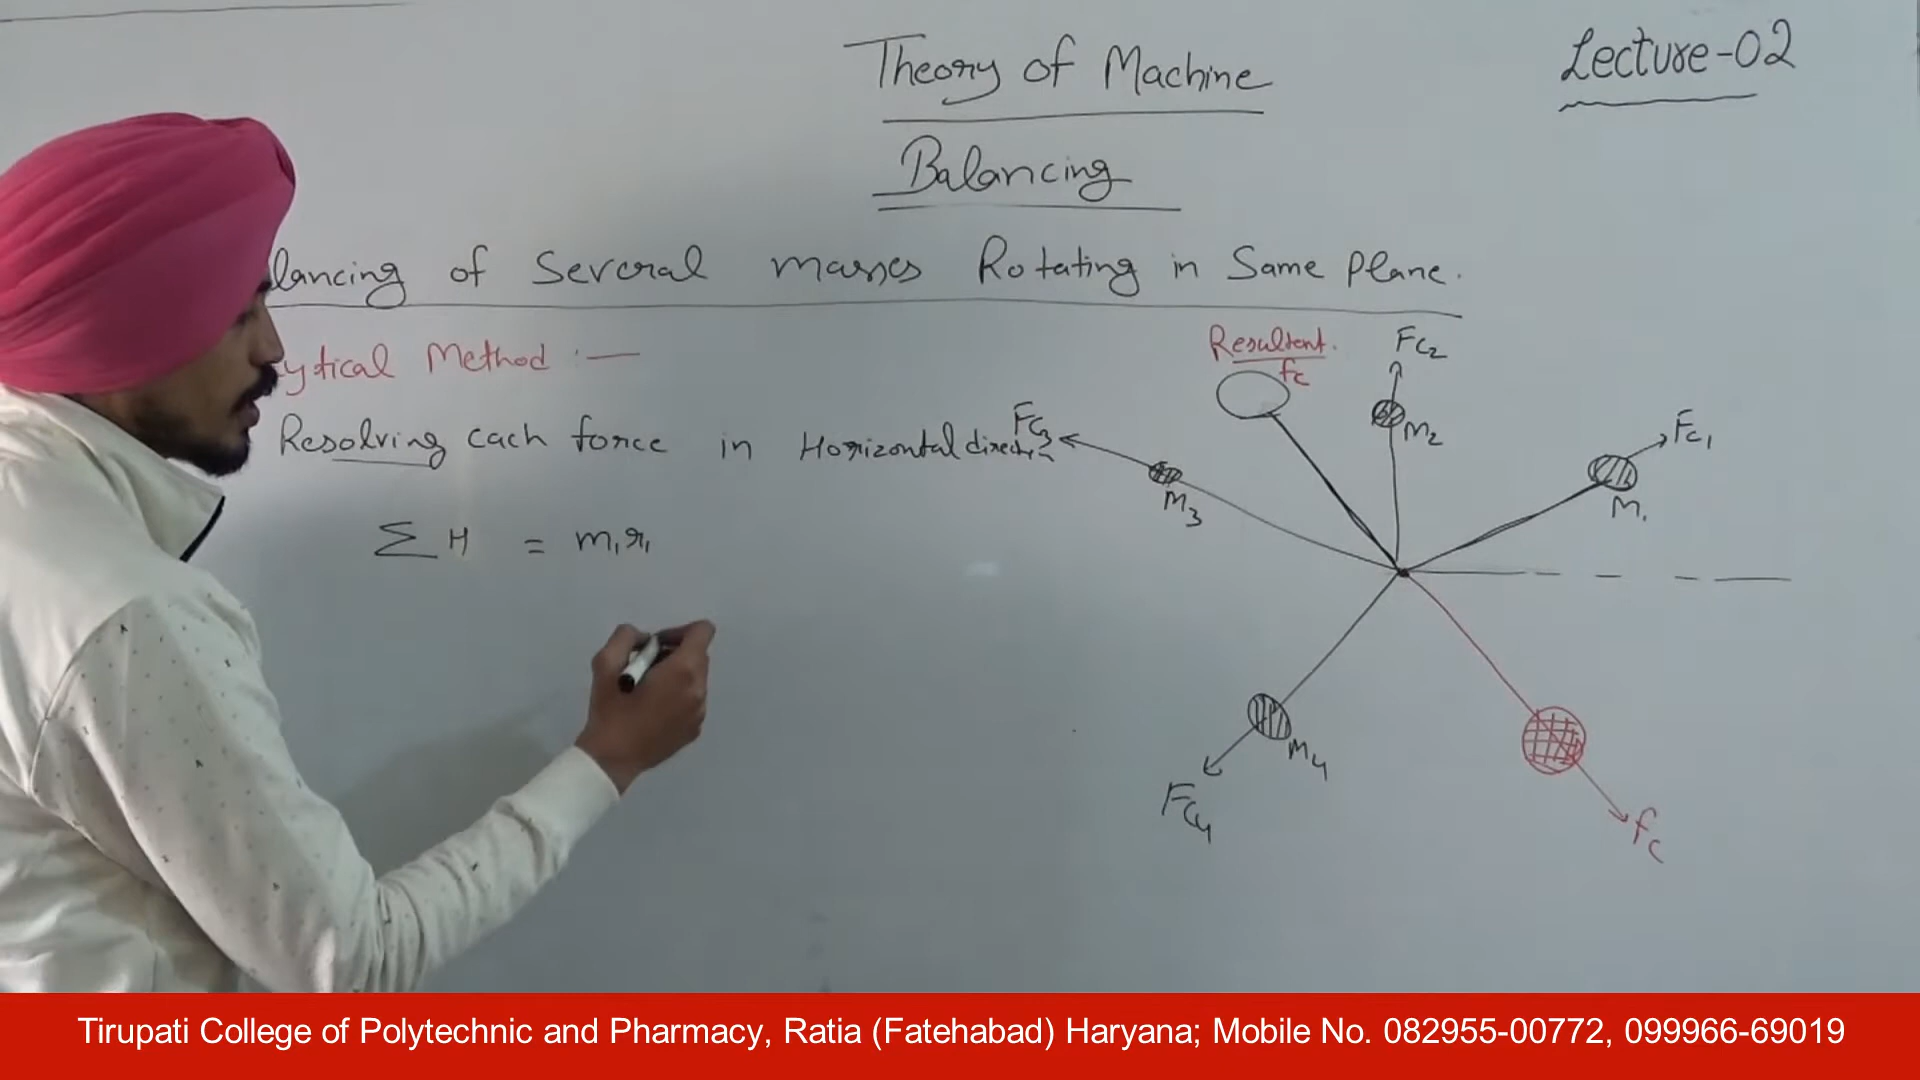 Theory of Machine
Lecture-02
Balancing
lancing of Several masses Rotating in Same Plane.
ytical Method :—
Resolving each force in Horizontal direction
Σ H = m₁r₁
Resultent.
fc
Fc₂
M₂
Fc₁
M₁
Fc₃
M₃
M₄
Fc₄
fc
Tirupati College of Polytechnic and Pharmacy, Ratia (Fatehabad) Haryana; Mobile No. 082955-00772, 099966-69019